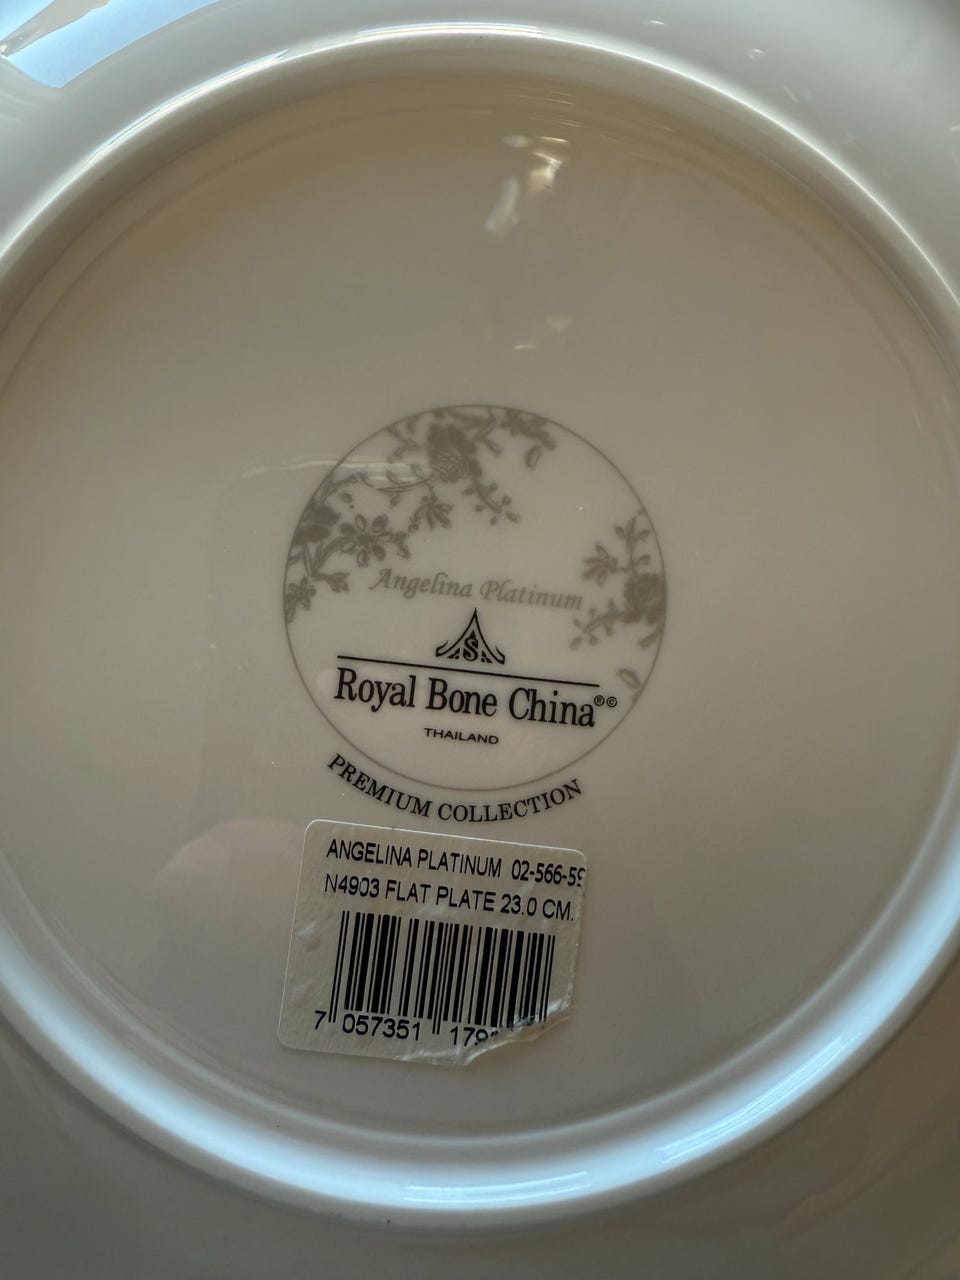 Angelina Platinum
S
Royal Bone China®©
THAILAND
PREMIUM COLLECTION
ANGELINA PLATINUM 02-566-59
N4903 FLAT PLATE 23.0 CM.
7 057351 179